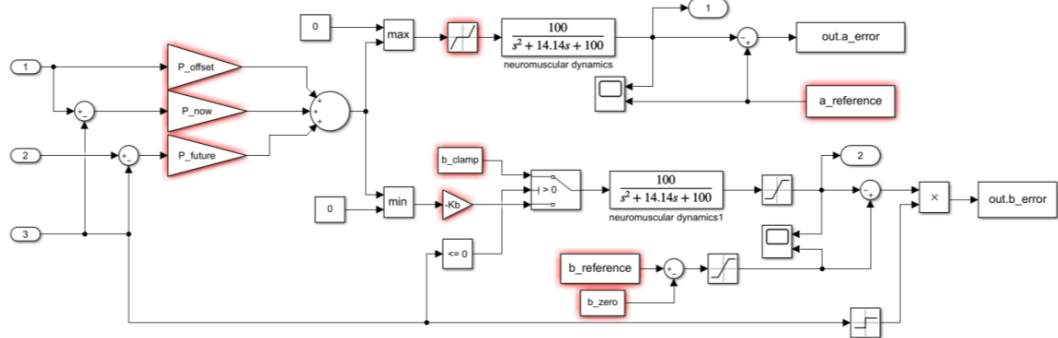 0
max
100
s² + 14.14s + 100
neuromuscular dynamics
1
out.a_error
+
−
a_reference
1
P_offset
+
+
+
P_now
+
−
2
+
−
P_future
b_clamp
> 0
0
min
-Kb
100
s² + 14.14s + 100
neuromuscular dynamics1
2
−
+
×
out.b_error
3
<= 0
b_reference
+
−
b_zero